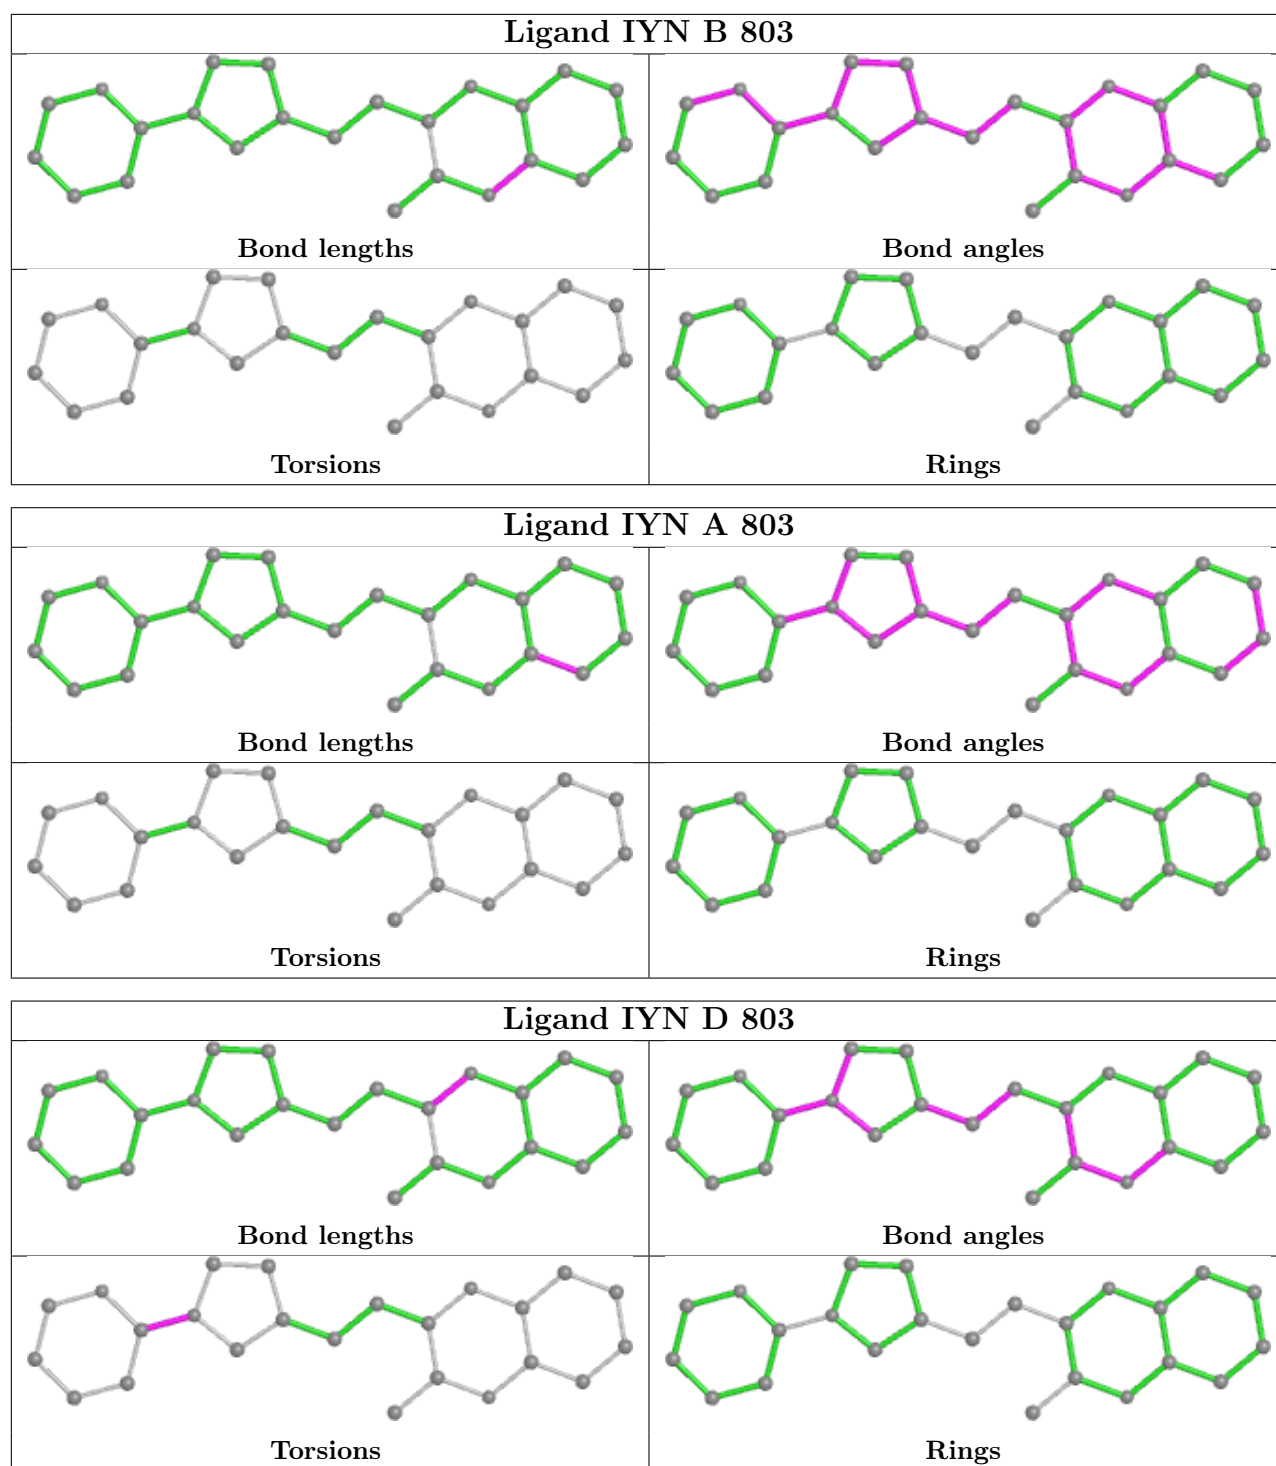 Ligand IYN B 803
Bond lengths
Bond angles
Torsions
Rings
Ligand IYN A 803
Bond lengths
Bond angles
Torsions
Rings
Ligand IYN D 803
Bond lengths
Bond angles
Torsions
Rings